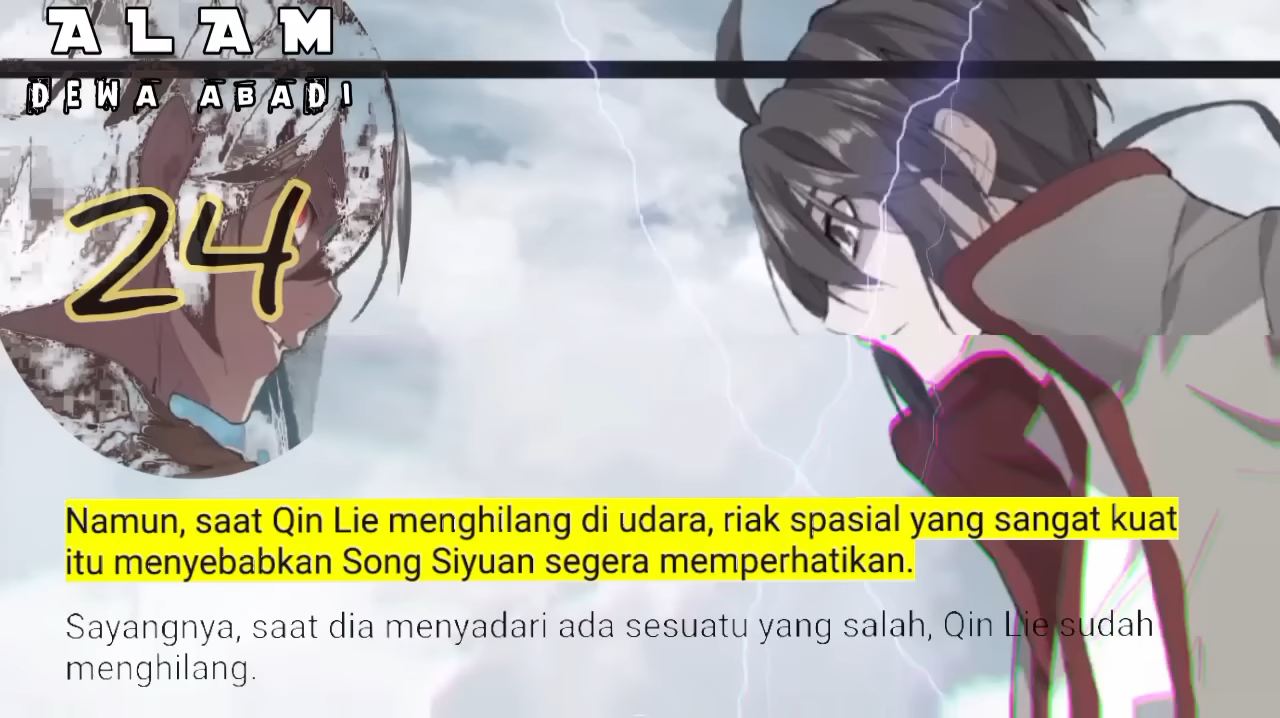 ALAM
DEWA ABADI
24
Namun, saat Qin Lie menghilang di udara, riak spasial yang sangat kuat
itu menyebabkan Song Siyuan segera memperhatikan.
Sayangnya, saat dia menyadari ada sesuatu yang salah, Qin Lie sudah
menghilang.